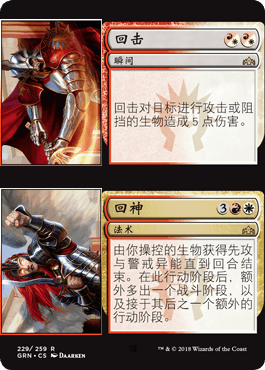 回击
瞬间
回击对目标进行攻击或阻
挡的生物造成5点伤害。
回神
3
法术
由你操控的生物获得先攻
与警戒异能直到回合结
束。在此行动阶段后，额
外多出一个战斗阶段，以
及接于其后之一个额外的
行动阶段。
229/259 R
GRN • CS DAARKEN
™ & © 2018 Wizards of the Coast